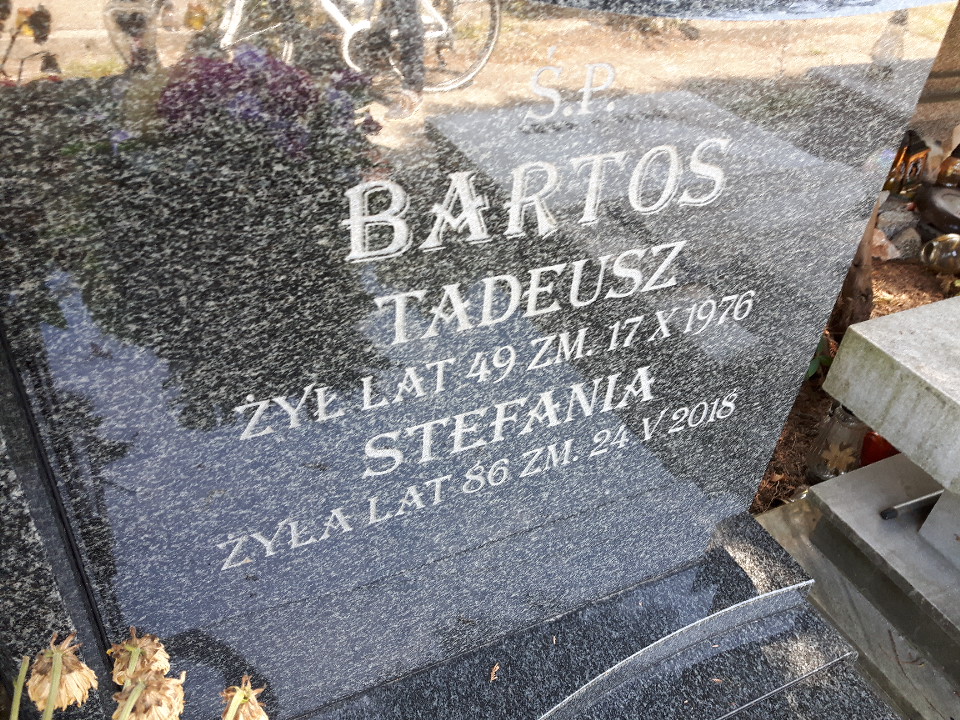 Ś.P.
BARTOS
TADEUSZ
ŻYŁ LAT 49 ZM. 17 X 1976
STEFANIA
ŻYŁA LAT 86 ZM. 24 V 2018